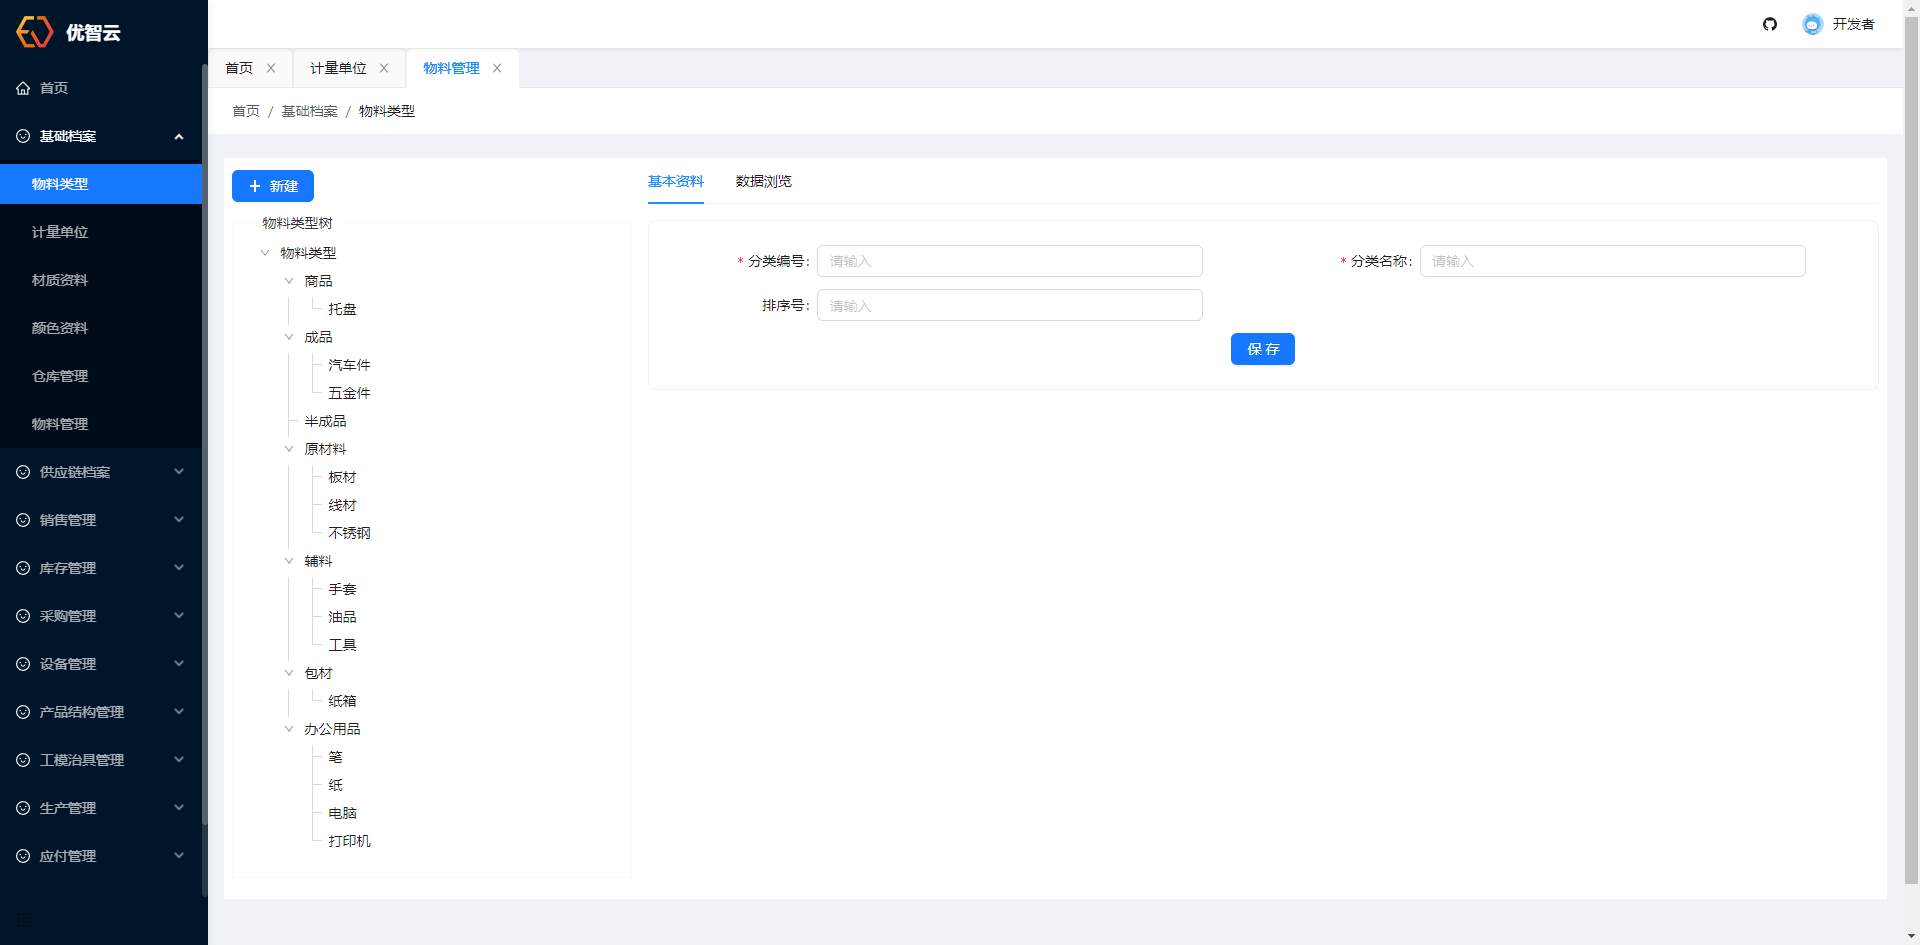 优智云
开发者
首页
计量单位
物料管理
首页 / 基础档案 / 物料类型
首页
基础档案
物料类型
计量单位
材质资料
颜色资料
仓库管理
物料管理
供应链档案
销售管理
库存管理
采购管理
设备管理
产品结构管理
工模治具管理
生产管理
应付管理
+ 新建
物料类型树
物料类型
商品
托盘
成品
汽车件
五金件
半成品
原材料
板材
线材
不锈钢
辅料
手套
油品
工具
包材
纸箱
办公用品
笔
纸
电脑
打印机
基本资料
数据浏览
* 分类编号: 请输入
* 分类名称: 请输入
排序号: 请输入
保 存